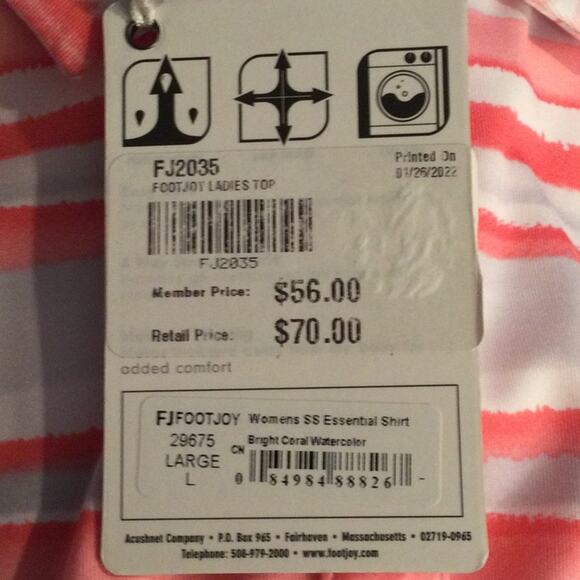 FJ2035
FOOTJOY LADIES TOP
Printed On
01/26/2022
FJ2035
Member Price: $56.00
Retail Price: $70.00
added comfort
FJ FOOTJOY Womens SS Essential Shirt
29675 Bright Coral Watercolor
LARGE CN
L 0 84984 88826 -
Acushnet Company • P.O. Box 965 • Fairhaven • Massachusetts • 02719-0965
Telephone: 508-979-2000 • www.footjoy.com